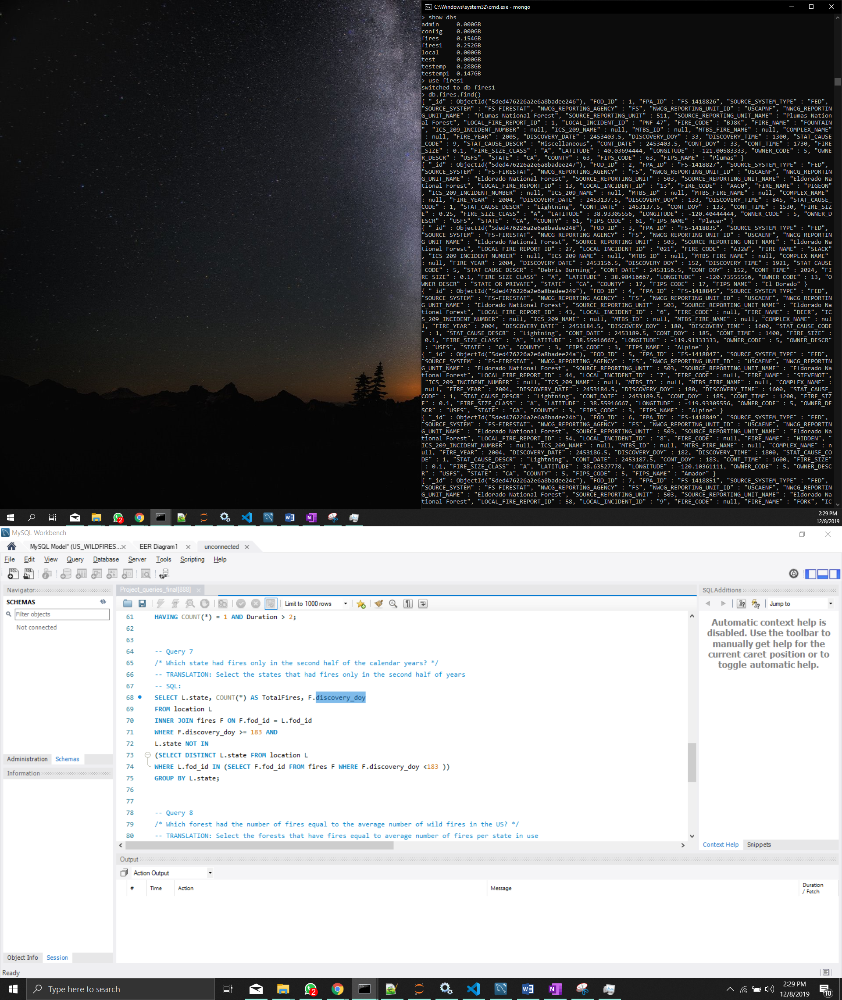 C:\Windows\system32\cmd.exe - mongo
> show dbs
admin     0.000GB
config    0.000GB
fires     0.154GB
fires1    0.252GB
local     0.000GB
test      0.000GB
testemp   0.288GB
testemp1  0.147GB
> use fires1
switched to db fires1
> db.fires.find()
{ "_id" : ObjectId("5ded476226a2e6a8badee246"), "FOD_ID" : 1, "FPA_ID" : "FS-1418826", "SOURCE_SYSTEM_TYPE" : "FED",
"SOURCE_SYSTEM" : "FS-FIRESTAT", "NWCG_REPORTING_AGENCY" : "FS", "NWCG_REPORTING_UNIT_ID" : "USCAPNF", "NWCG_REPORTIN
G_UNIT_NAME" : "Plumas National Forest", "SOURCE_REPORTING_UNIT" : 511, "SOURCE_REPORTING_UNIT_NAME" : "Plumas Nation
al Forest", "LOCAL_FIRE_REPORT_ID" : 1, "LOCAL_INCIDENT_ID" : "PNF-47", "FIRE_CODE" : "BJ8K", "FIRE_NAME" : "FOUNTAIN
", "ICS_209_INCIDENT_NUMBER" : null, "ICS_209_NAME" : null, "MTBS_ID" : null, "MTBS_FIRE_NAME" : null, "COMPLEX_NAME"
 : null, "FIRE_YEAR" : 2005, "DISCOVERY_DATE" : 2453403.5, "DISCOVERY_DOY" : 33, "DISCOVERY_TIME" : 1300, "STAT_CAUSE
_CODE" : 9, "STAT_CAUSE_DESCR" : "Miscellaneous", "CONT_DATE" : 2453403.5, "CONT_DOY" : 33, "CONT_TIME" : 1730, "FIRE
_SIZE" : 0.1, "FIRE_SIZE_CLASS" : "A", "LATITUDE" : 40.03694444, "LONGITUDE" : -121.00583333, "OWNER_CODE" : 5, "OWNE
R_DESCR" : "USFS", "STATE" : "CA", "COUNTY" : 63, "FIPS_CODE" : 63, "FIPS_NAME" : "Plumas" }
{ "_id" : ObjectId("5ded476226a2e6a8badee247"), "FOD_ID" : 2, "FPA_ID" : "FS-1418827", "SOURCE_SYSTEM_TYPE" : "FED",
"SOURCE_SYSTEM" : "FS-FIRESTAT", "NWCG_REPORTING_AGENCY" : "FS", "NWCG_REPORTING_UNIT_ID" : "USCAENF", "NWCG_REPORTIN
G_UNIT_NAME" : "Eldorado National Forest", "SOURCE_REPORTING_UNIT" : 503, "SOURCE_REPORTING_UNIT_NAME" : "Eldorado Na
tional Forest", "LOCAL_FIRE_REPORT_ID" : 13, "LOCAL_INCIDENT_ID" : "13", "FIRE_CODE" : "AAC0", "FIRE_NAME" : "PIGEON"
, "ICS_209_INCIDENT_NUMBER" : null, "ICS_209_NAME" : null, "MTBS_ID" : null, "MTBS_FIRE_NAME" : null, "COMPLEX_NAME"
: null, "FIRE_YEAR" : 2004, "DISCOVERY_DATE" : 2453137.5, "DISCOVERY_DOY" : 133, "DISCOVERY_TIME" : 845, "STAT_CAUSE_
CODE" : 1, "STAT_CAUSE_DESCR" : "Lightning", "CONT_DATE" : 2453137.5, "CONT_DOY" : 133, "CONT_TIME" : 1530, "FIRE_SIZ
E" : 0.25, "FIRE_SIZE_CLASS" : "A", "LATITUDE" : 38.93305556, "LONGITUDE" : -120.40444444, "OWNER_CODE" : 5, "OWNER_D
ESCR" : "USFS", "STATE" : "CA", "COUNTY" : 61, "FIPS_CODE" : 61, "FIPS_NAME" : "Placer" }
{ "_id" : ObjectId("5ded476226a2e6a8badee248"), "FOD_ID" : 3, "FPA_ID" : "FS-1418835", "SOURCE_SYSTEM_TYPE" : "FED",
"SOURCE_SYSTEM" : "FS-FIRESTAT", "NWCG_REPORTING_AGENCY" : "FS", "NWCG_REPORTING_UNIT_ID" : "USCAENF", "NWCG_REPORTIN
G_UNIT_NAME" : "Eldorado National Forest", "SOURCE_REPORTING_UNIT" : 503, "SOURCE_REPORTING_UNIT_NAME" : "Eldorado Na
tional Forest", "LOCAL_FIRE_REPORT_ID" : 27, "LOCAL_INCIDENT_ID" : "021", "FIRE_CODE" : "A32W", "FIRE_NAME" : "SLACK"
, "ICS_209_INCIDENT_NUMBER" : null, "ICS_209_NAME" : null, "MTBS_ID" : null, "MTBS_FIRE_NAME" : null, "COMPLEX_NAME"
: null, "FIRE_YEAR" : 2004, "DISCOVERY_DATE" : 2453156.5, "DISCOVERY_DOY" : 152, "DISCOVERY_TIME" : 1921, "STAT_CAUSE
_CODE" : 5, "STAT_CAUSE_DESCR" : "Debris Burning", "CONT_DATE" : 2453156.5, "CONT_DOY" : 152, "CONT_TIME" : 2024, "FI
RE_SIZE" : 0.1, "FIRE_SIZE_CLASS" : "A", "LATITUDE" : 38.98416667, "LONGITUDE" : -120.73555556, "OWNER_CODE" : 13, "O
WNER_DESCR" : "STATE OR PRIVATE", "STATE" : "CA", "COUNTY" : 17, "FIPS_CODE" : 17, "FIPS_NAME" : "El Dorado" }
{ "_id" : ObjectId("5ded476226a2e6a8badee249"), "FOD_ID" : 4, "FPA_ID" : "FS-1418845", "SOURCE_SYSTEM_TYPE" : "FED",
"SOURCE_SYSTEM" : "FS-FIRESTAT", "NWCG_REPORTING_AGENCY" : "FS", "NWCG_REPORTING_UNIT_ID" : "USCAENF", "NWCG_REPORTIN
G_UNIT_NAME" : "Eldorado National Forest", "SOURCE_REPORTING_UNIT" : 503, "SOURCE_REPORTING_UNIT_NAME" : "Eldorado Na
tional Forest", "LOCAL_FIRE_REPORT_ID" : 43, "LOCAL_INCIDENT_ID" : "6", "FIRE_CODE" : null, "FIRE_NAME" : "DEER", "IC
S_209_INCIDENT_NUMBER" : null, "ICS_209_NAME" : null, "MTBS_ID" : null, "MTBS_FIRE_NAME" : null, "COMPLEX_NAME" : nul
l, "FIRE_YEAR" : 2004, "DISCOVERY_DATE" : 2453184.5, "DISCOVERY_DOY" : 180, "DISCOVERY_TIME" : 1600, "STAT_CAUSE_CODE
" : 1, "STAT_CAUSE_DESCR" : "Lightning", "CONT_DATE" : 2453189.5, "CONT_DOY" : 185, "CONT_TIME" : 1400, "FIRE_SIZE" :
 0.1, "FIRE_SIZE_CLASS" : "A", "LATITUDE" : 38.55916667, "LONGITUDE" : -119.91333333, "OWNER_CODE" : 5, "OWNER_DESCR"
 : "USFS", "STATE" : "CA", "COUNTY" : 3, "FIPS_CODE" : 3, "FIPS_NAME" : "Alpine" }
{ "_id" : ObjectId("5ded476226a2e6a8badee24a"), "FOD_ID" : 5, "FPA_ID" : "FS-1418847", "SOURCE_SYSTEM_TYPE" : "FED",
"SOURCE_SYSTEM" : "FS-FIRESTAT", "NWCG_REPORTING_AGENCY" : "FS", "NWCG_REPORTING_UNIT_ID" : "USCAENF", "NWCG_REPORTIN
G_UNIT_NAME" : "Eldorado National Forest", "SOURCE_REPORTING_UNIT" : 503, "SOURCE_REPORTING_UNIT_NAME" : "Eldorado Na
tional Forest", "LOCAL_FIRE_REPORT_ID" : 44, "LOCAL_INCIDENT_ID" : "7", "FIRE_CODE" : null, "FIRE_NAME" : "STEVENOT",
 "ICS_209_INCIDENT_NUMBER" : null, "ICS_209_NAME" : null, "MTBS_ID" : null, "MTBS_FIRE_NAME" : null, "COMPLEX_NAME" :
 null, "FIRE_YEAR" : 2004, "DISCOVERY_DATE" : 2453184.5, "DISCOVERY_DOY" : 180, "DISCOVERY_TIME" : 1600, "STAT_CAUSE_
CODE" : 1, "STAT_CAUSE_DESCR" : "Lightning", "CONT_DATE" : 2453189.5, "CONT_DOY" : 185, "CONT_TIME" : 1200, "FIRE_SIZ
E" : 0.1, "FIRE_SIZE_CLASS" : "A", "LATITUDE" : 38.55916667, "LONGITUDE" : -119.93305556, "OWNER_CODE" : 5, "OWNER_DE
SCR" : "USFS", "STATE" : "CA", "COUNTY" : 3, "FIPS_CODE" : 3, "FIPS_NAME" : "Alpine" }
{ "_id" : ObjectId("5ded476226a2e6a8badee24b"), "FOD_ID" : 6, "FPA_ID" : "FS-1418849", "SOURCE_SYSTEM_TYPE" : "FED",
"SOURCE_SYSTEM" : "FS-FIRESTAT", "NWCG_REPORTING_AGENCY" : "FS", "NWCG_REPORTING_UNIT_ID" : "USCAENF", "NWCG_REPORTIN
G_UNIT_NAME" : "Eldorado National Forest", "SOURCE_REPORTING_UNIT" : 503, "SOURCE_REPORTING_UNIT_NAME" : "Eldorado Na
tional Forest", "LOCAL_FIRE_REPORT_ID" : 54, "LOCAL_INCIDENT_ID" : "8", "FIRE_CODE" : null, "FIRE_NAME" : "HIDDEN", "
ICS_209_INCIDENT_NUMBER" : null, "ICS_209_NAME" : null, "MTBS_ID" : null, "MTBS_FIRE_NAME" : null, "COMPLEX_NAME" : n
ull, "FIRE_YEAR" : 2004, "DISCOVERY_DATE" : 2453186.5, "DISCOVERY_DOY" : 182, "DISCOVERY_TIME" : 1800, "STAT_CAUSE_CO
DE" : 1, "STAT_CAUSE_DESCR" : "Lightning", "CONT_DATE" : 2453187.5, "CONT_DOY" : 183, "CONT_TIME" : 1600, "FIRE_SIZE"
 : 0.1, "FIRE_SIZE_CLASS" : "A", "LATITUDE" : 38.63527778, "LONGITUDE" : -120.10361111, "OWNER_CODE" : 5, "OWNER_DESC
R" : "USFS", "STATE" : "CA", "COUNTY" : 5, "FIPS_CODE" : 5, "FIPS_NAME" : "Amador" }
{ "_id" : ObjectId("5ded476226a2e6a8badee24c"), "FOD_ID" : 7, "FPA_ID" : "FS-1418851", "SOURCE_SYSTEM_TYPE" : "FED",
"SOURCE_SYSTEM" : "FS-FIRESTAT", "NWCG_REPORTING_AGENCY" : "FS", "NWCG_REPORTING_UNIT_ID" : "USCAENF", "NWCG_REPORTIN
G_UNIT_NAME" : "Eldorado National Forest", "SOURCE_REPORTING_UNIT" : 503, "SOURCE_REPORTING_UNIT_NAME" : "Eldorado Na
tional Forest", "LOCAL_FIRE_REPORT_ID" : 58, "LOCAL_INCIDENT_ID" : "9", "FIRE_CODE" : null, "FIRE_NAME" : "FORK", "IC
2
2:29 PM
12/8/2019
MySQL Workbench
MySQL Model* (US_WILDFIRES... EER Diagram1 unconnected
File Edit View Query Database Server Tools Scripting Help
Navigator
SCHEMAS
Filter objects
Not connected
Administration Schemas
Information
Object Info Session
Project_queries_final[888]
Limit to 1000 rows
61 HAVING COUNT(*) = 1 AND Duration > 2;
62
63
64 -- Query 7
65 /* Which state had fires only in the second half of the calendar years? */
66 -- TRANSLATION: Select the states that had fires only in the second half of years
67 -- SQL:
68 SELECT L.state, COUNT(*) AS TotalFires, F.discovery_doy
69 FROM location L
70 INNER JOIN fires F ON F.fod_id = L.fod_id
71 WHERE F.discovery_doy >= 183 AND
72 L.state NOT IN
73 (SELECT DISTINCT L.state FROM location L
74 WHERE L.fod_id IN (SELECT F.fod_id FROM fires F WHERE F.discovery_doy <183 ))
75 GROUP BY L.state;
76
77
78 -- Query 8
79 /* Which forest had the number of fires equal to the average number of wild fires in the US? */
80 -- TRANSLATION: Select the forests that have fires equal to average number of fires per state in use
SQLAdditions
Jump to
Automatic context help is
disabled. Use the toolbar to
manually get help for the
current caret position or to
toggle automatic help.
Context Help Snippets
Output
Action Output
# Time Action Message Duration / Fetch
Ready
Type here to search
2
2:29 PM
12/8/2019
10